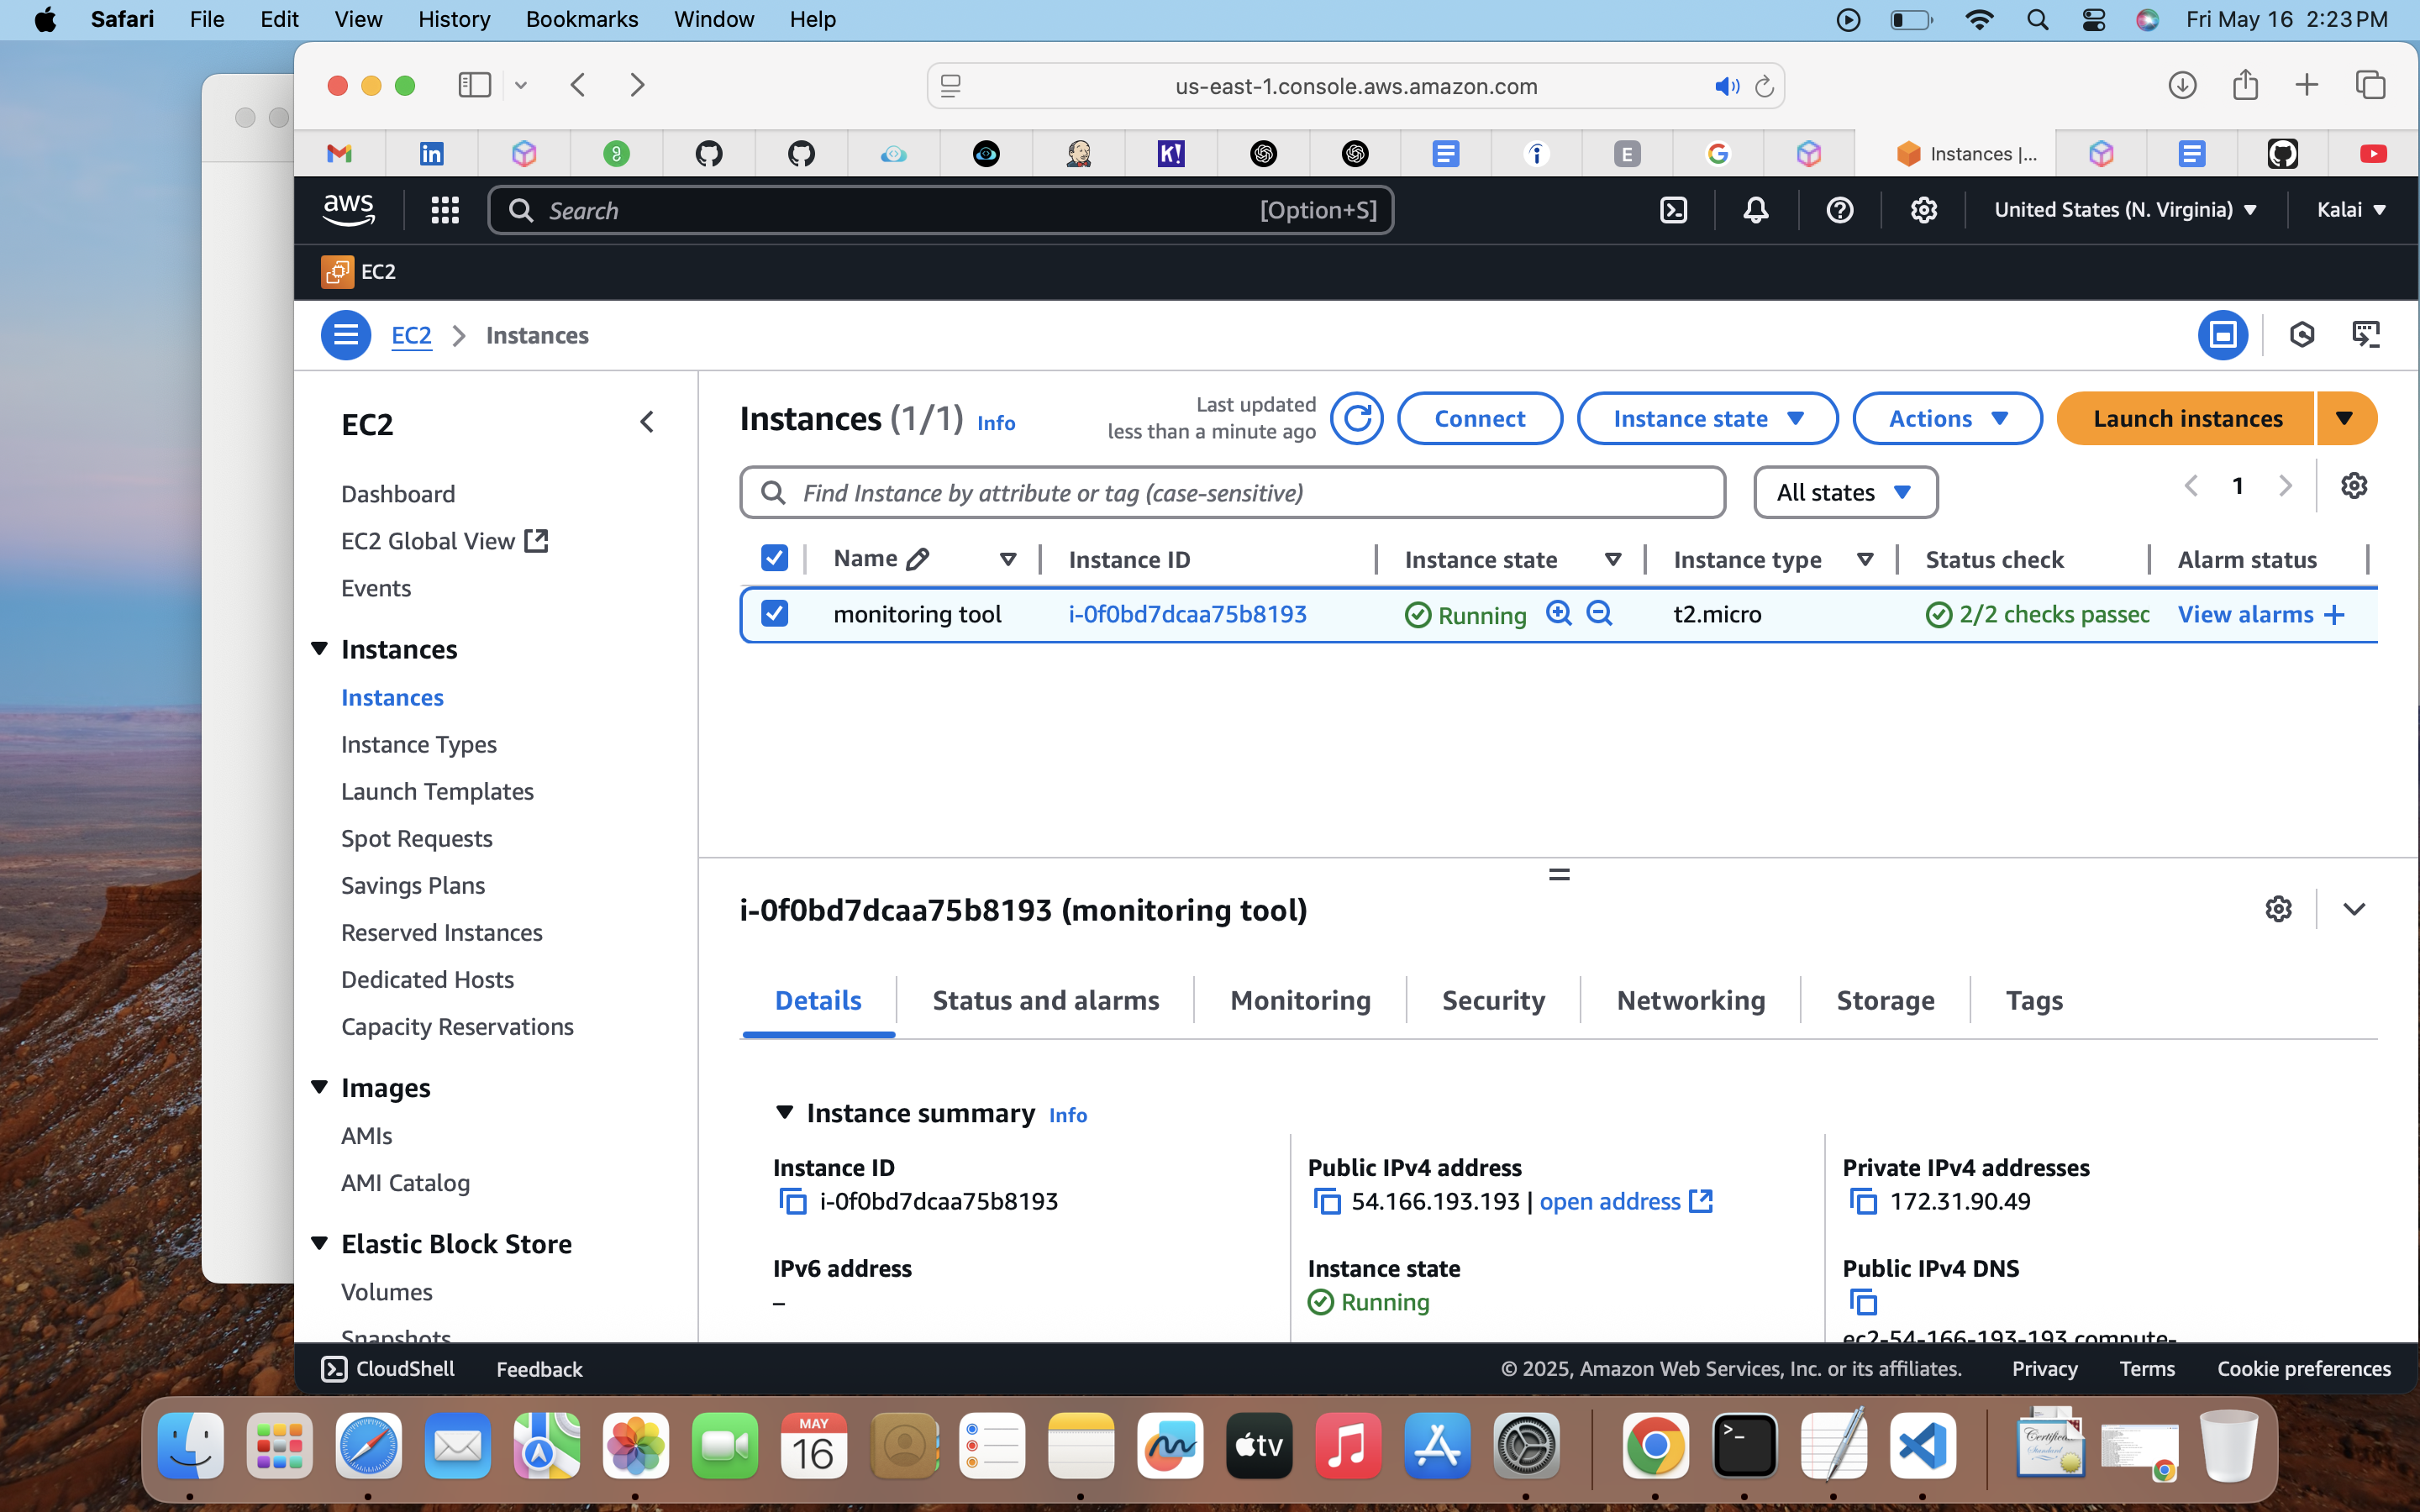 Safari File Edit View History Bookmarks Window Help Fri May 16 2:23 PM
us-east-1.console.aws.amazon.com
in K! E G Instances |...
aws Search [Option+S] United States (N. Virginia) Kalai
EC2
EC2 Instances
EC2
Dashboard
EC2 Global View
Events
Instances
Instances
Instance Types
Launch Templates
Spot Requests
Savings Plans
Reserved Instances
Dedicated Hosts
Capacity Reservations
Images
AMIs
AMI Catalog
Elastic Block Store
Volumes
Snapshots
Instances (1/1) Info
Last updated
less than a minute ago
Connect Instance state Actions Launch instances
Find Instance by attribute or tag (case-sensitive) All states 1
Name Instance ID Instance state Instance type Status check Alarm status
monitoring tool i-0f0bd7dcaa75b8193 Running t2.micro 2/2 checks passec View alarms +
i-0f0bd7dcaa75b8193 (monitoring tool)
Details Status and alarms Monitoring Security Networking Storage Tags
Instance summary Info
Instance ID
i-0f0bd7dcaa75b8193
Public IPv4 address
54.166.193.193 | open address
Private IPv4 addresses
172.31.90.49
IPv6 address
–
Instance state
Running
Public IPv4 DNS
ec2-54-166-193-193.compute-
CloudShell Feedback © 2025, Amazon Web Services, Inc. or its affiliates. Privacy Terms Cookie preferences
MAY
16
tv